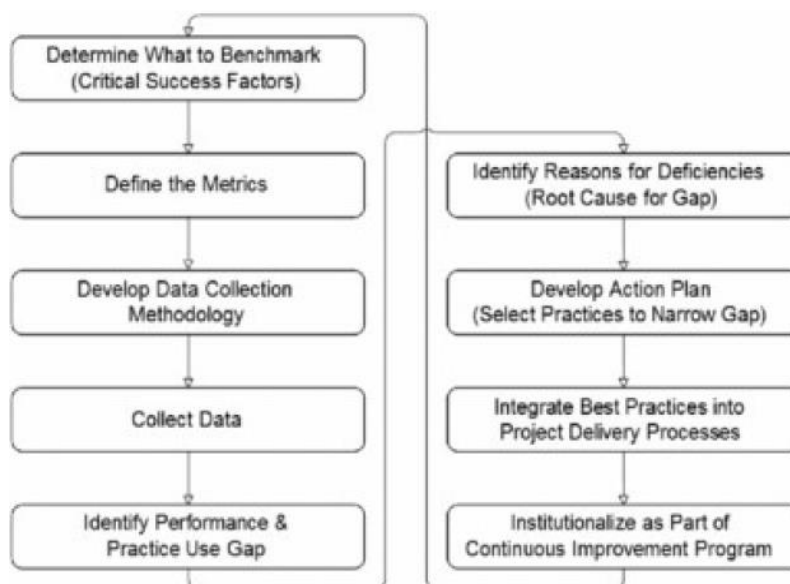 Determine What to Benchmark
(Critical Success Factors)
Define the Metrics
Develop Data Collection
Methodology
Collect Data
Identify Performance &
Practice Use Gap
Identify Reasons for Deficiencies
(Root Cause for Gap)
Develop Action Plan
(Select Practices to Narrow Gap)
Integrate Best Practices into
Project Delivery Processes
Institutionalize as Part of
Continuous Improvement Program